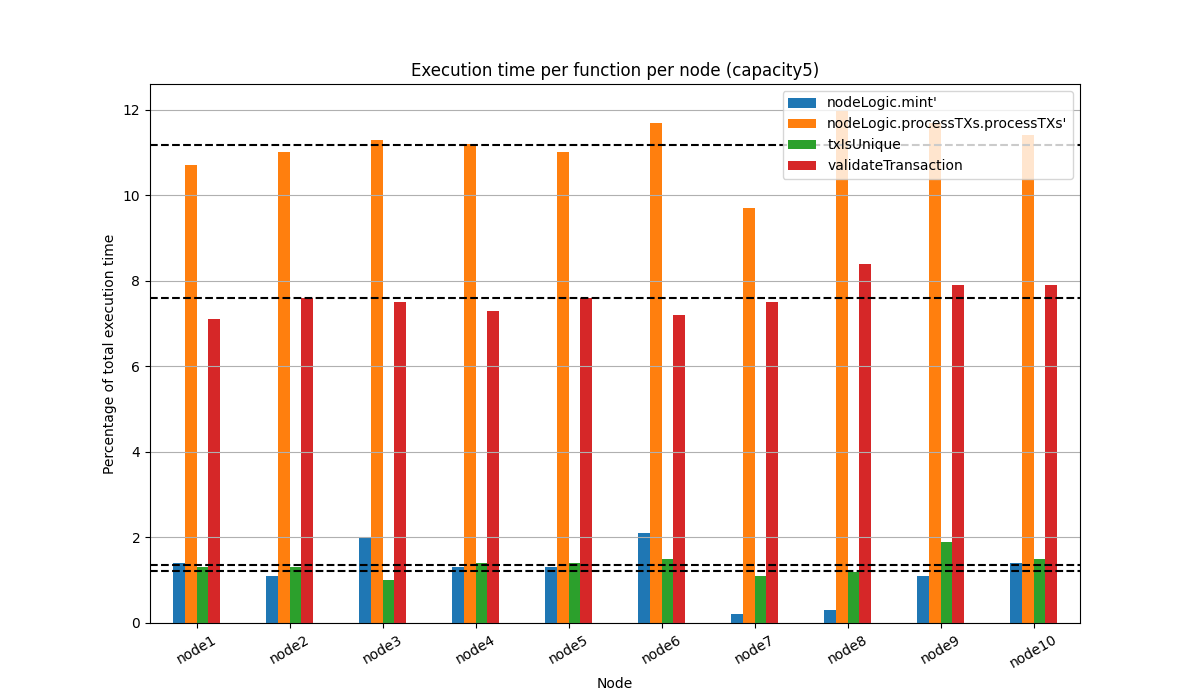 Execution time per function per node (capacity5)
nodeLogic.mint'
nodeLogic.processTXs.processTXs'
txIsUnique
validateTransaction
Percentage of total execution time
12
10
8
6
4
2
0
node1
node2
node3
node4
node5
node6
node7
node8
node9
node10
Node